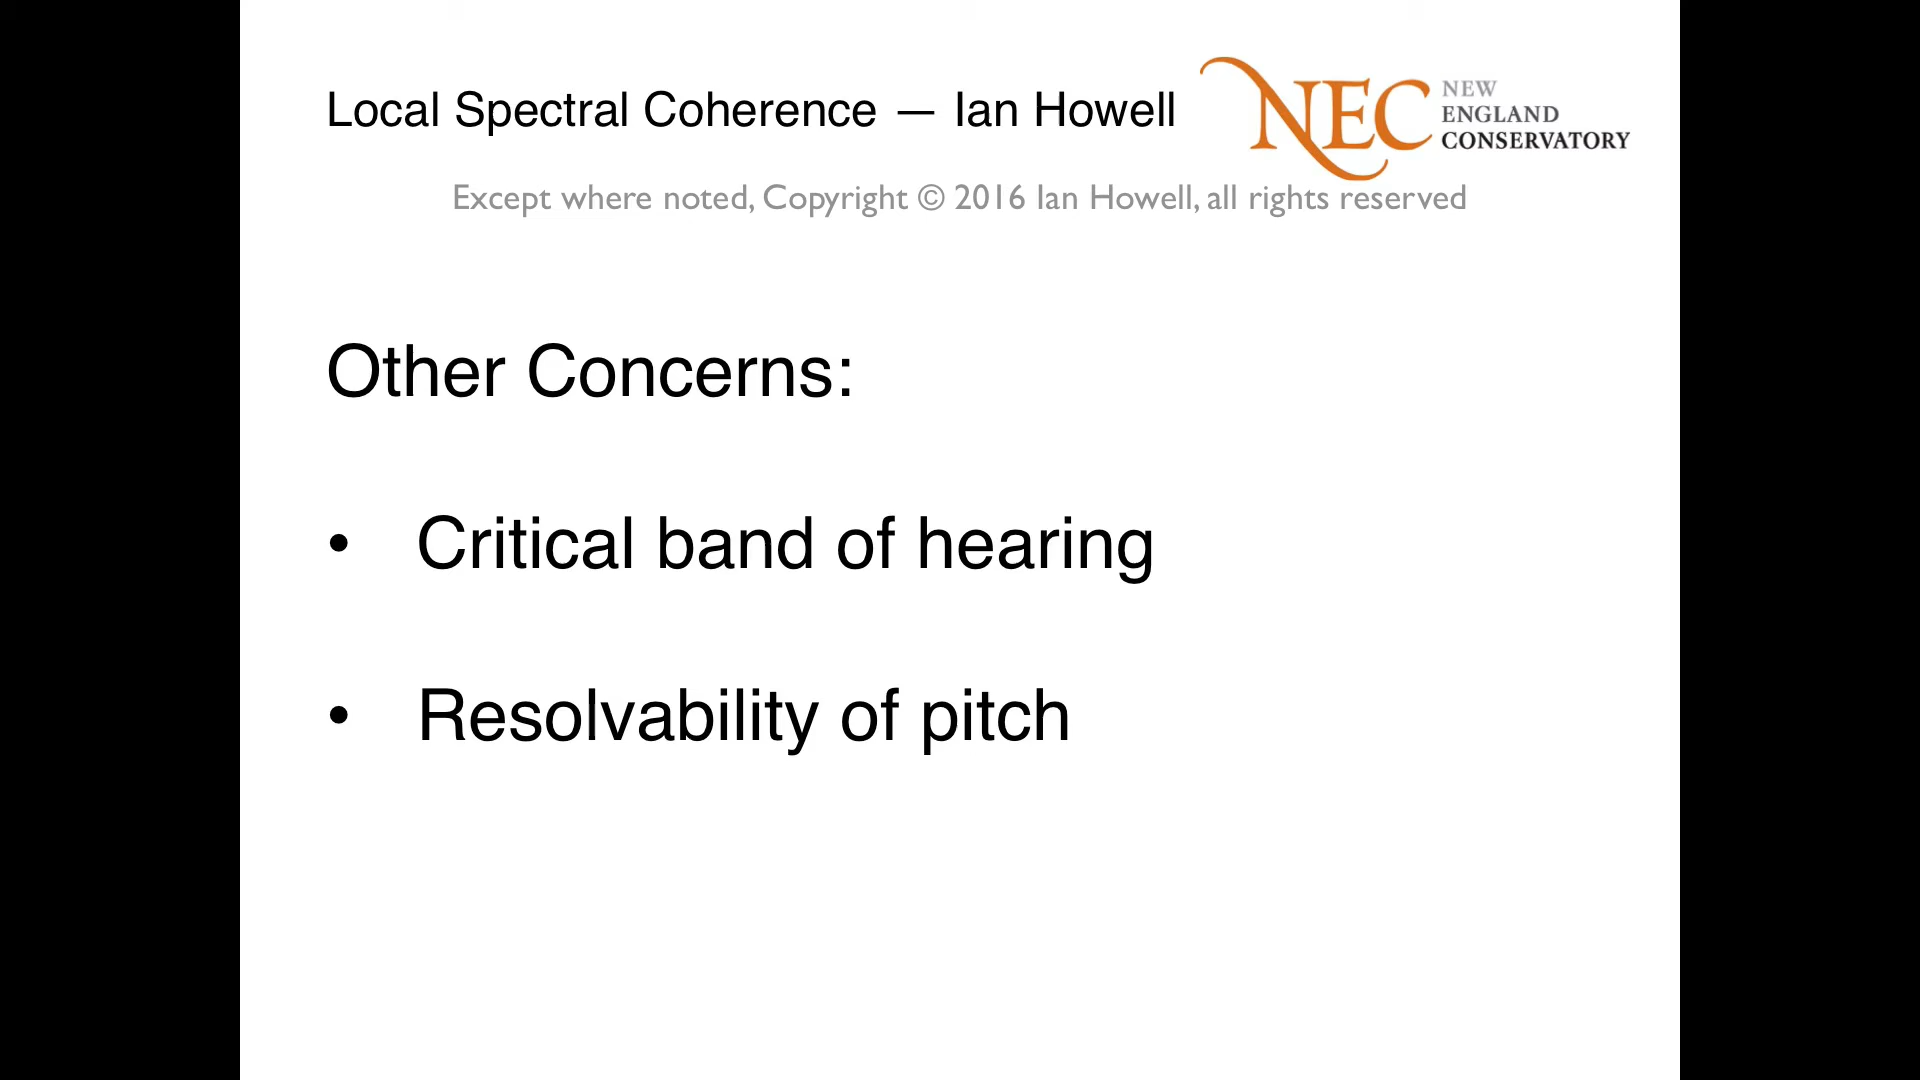 Local Spectral Coherence — Ian Howell
NEC NEW ENGLAND CONSERVATORY
Except where noted, Copyright © 2016 Ian Howell, all rights reserved
Other Concerns:
• Critical band of hearing
• Resolvability of pitch